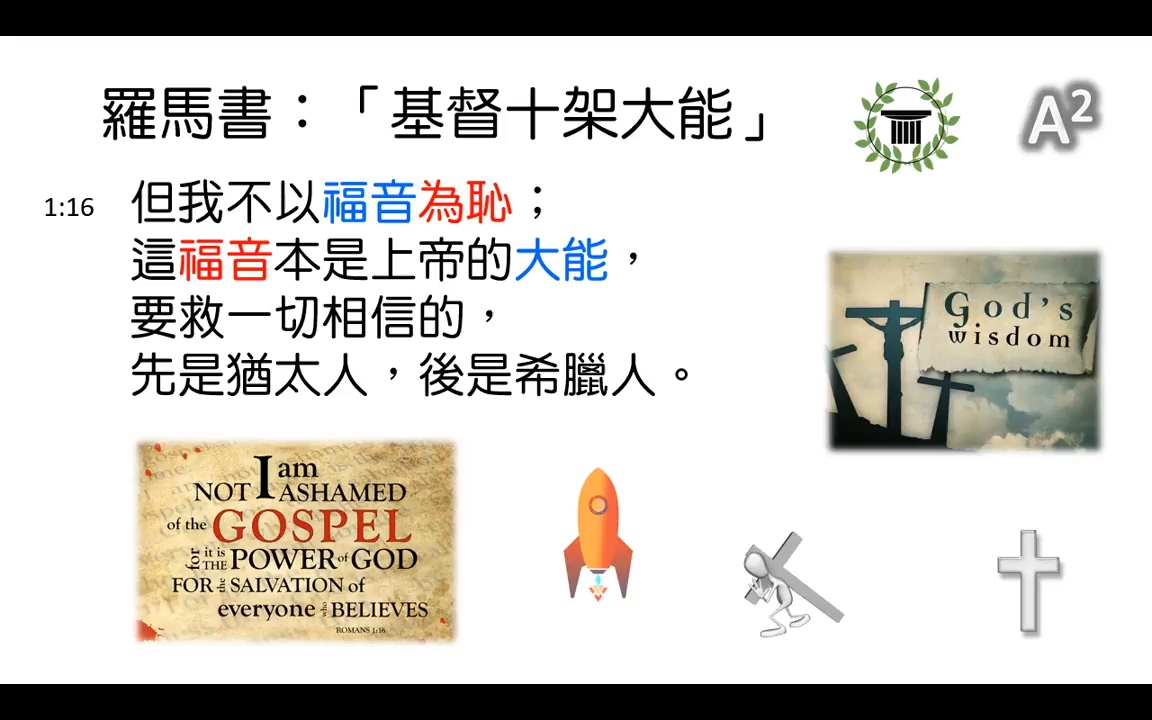 羅馬書：「基督十架大能」
A²
1:16 但我不以福音為恥；
這福音本是上帝的大能，
要救一切相信的，
先是猶太人，後是希臘人。
God's
wisdom
I am
NOT ASHAMED
of the GOSPEL
for it is THE POWER of GOD
FOR the SALVATION of
everyone who BELIEVES
ROMANS 1:16